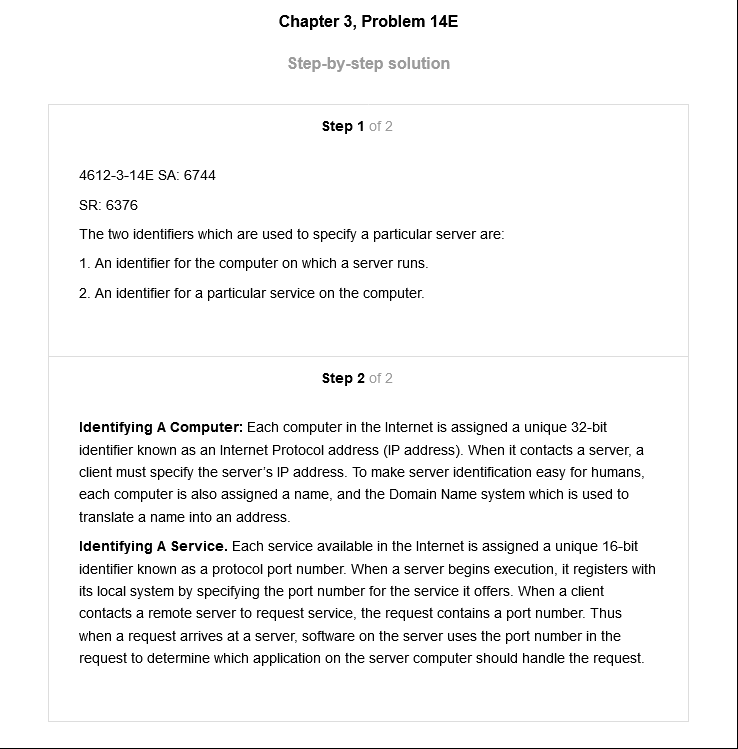 Chapter 3, Problem 14E
Step-by-step solution
Step 1 of 2
4612-3-14E SA: 6744
SR: 6376
The two identifiers which are used to specify a particular server are:
1. An identifier for the computer on which a server runs.
2. An identifier for a particular service on the computer.
Step 2 of 2
Identifying A Computer: Each computer in the Internet is assigned a unique 32-bit
identifier known as an Internet Protocol address (IP address). When it contacts a server, a
client must specify the server's IP address. To make server identification easy for humans,
each computer is also assigned a name, and the Domain Name system which is used to
translate a name into an address.
Identifying A Service. Each service available in the Internet is assigned a unique 16-bit
identifier known as a protocol port number. When a server begins execution, it registers with
its local system by specifying the port number for the service it offers. When a client
contacts a remote server to request service, the request contains a port number. Thus
when a request arrives at a server, software on the server uses the port number in the
request to determine which application on the server computer should handle the request.